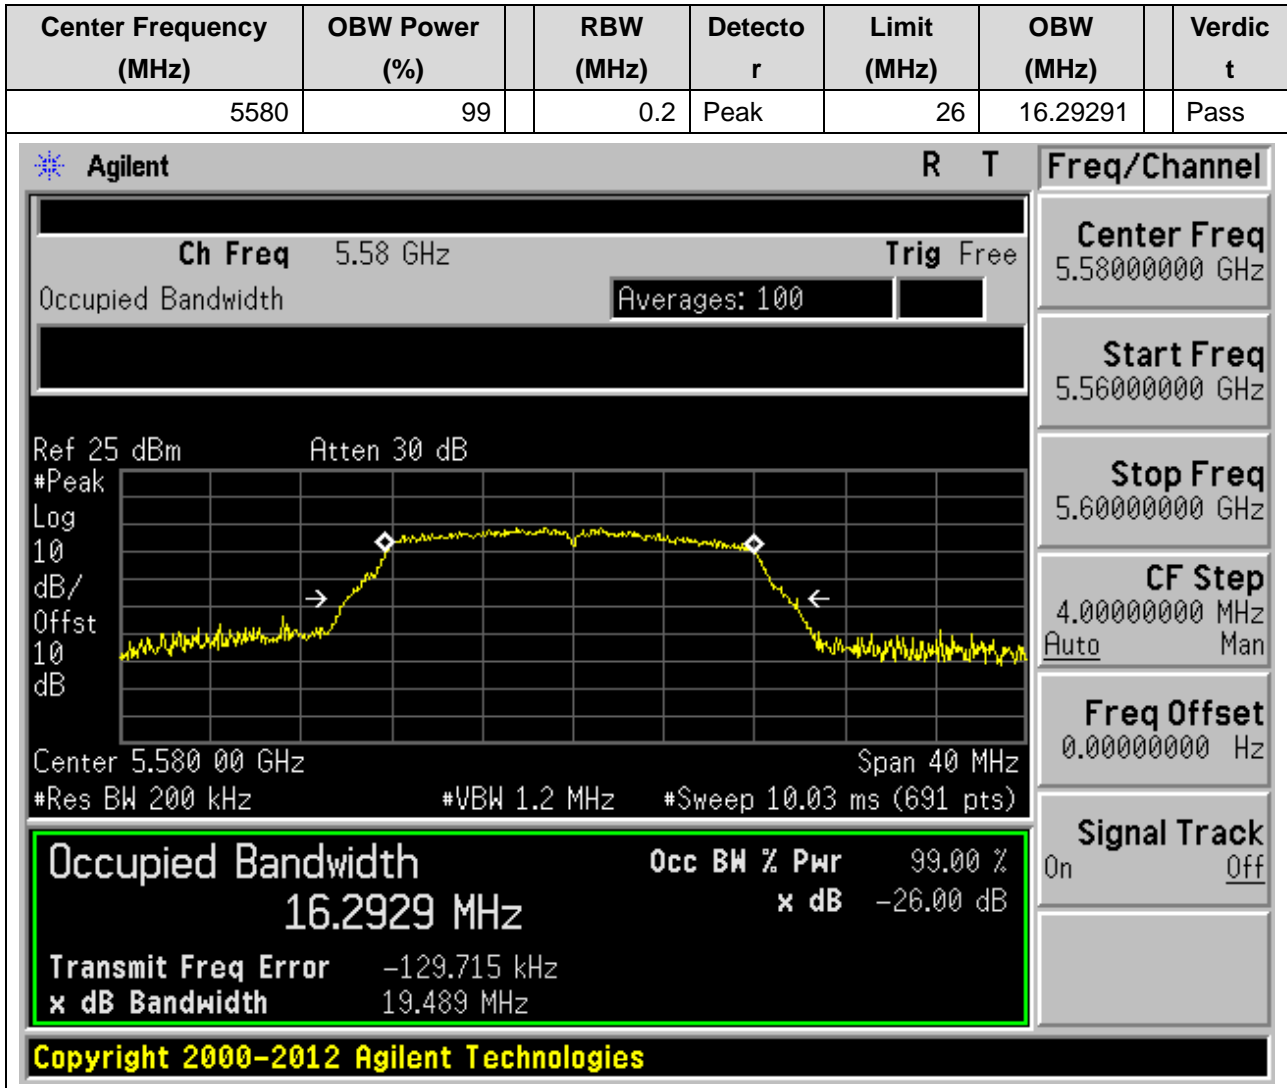 Center Frequency (MHz) OBW Power (%) RBW (MHz) Detecto r Limit (MHz) OBW (MHz) Verdic t
5580 99 0.2 Peak 26 16.29291 Pass
Agilent R T
Ch Freq 5.58 GHz Trig Free
Occupied Bandwidth Averages: 100
Ref 25 dBm Atten 30 dB
#Peak
Log
10
dB/
Offst
10
dB
Center 5.580 00 GHz Span 40 MHz
#Res BW 200 kHz #VBW 1.2 MHz #Sweep 10.03 ms (691 pts)
Occupied Bandwidth Occ BW % Pwr 99.00 %
16.2929 MHz x dB -26.00 dB
Transmit Freq Error -129.715 kHz
x dB Bandwidth 19.489 MHz
Copyright 2000-2012 Agilent Technologies
Freq/Channel
Center Freq
5.58000000 GHz
Start Freq
5.56000000 GHz
Stop Freq
5.60000000 GHz
CF Step
4.00000000 MHz
Auto Man
Freq Offset
0.00000000 Hz
Signal Track
On Off